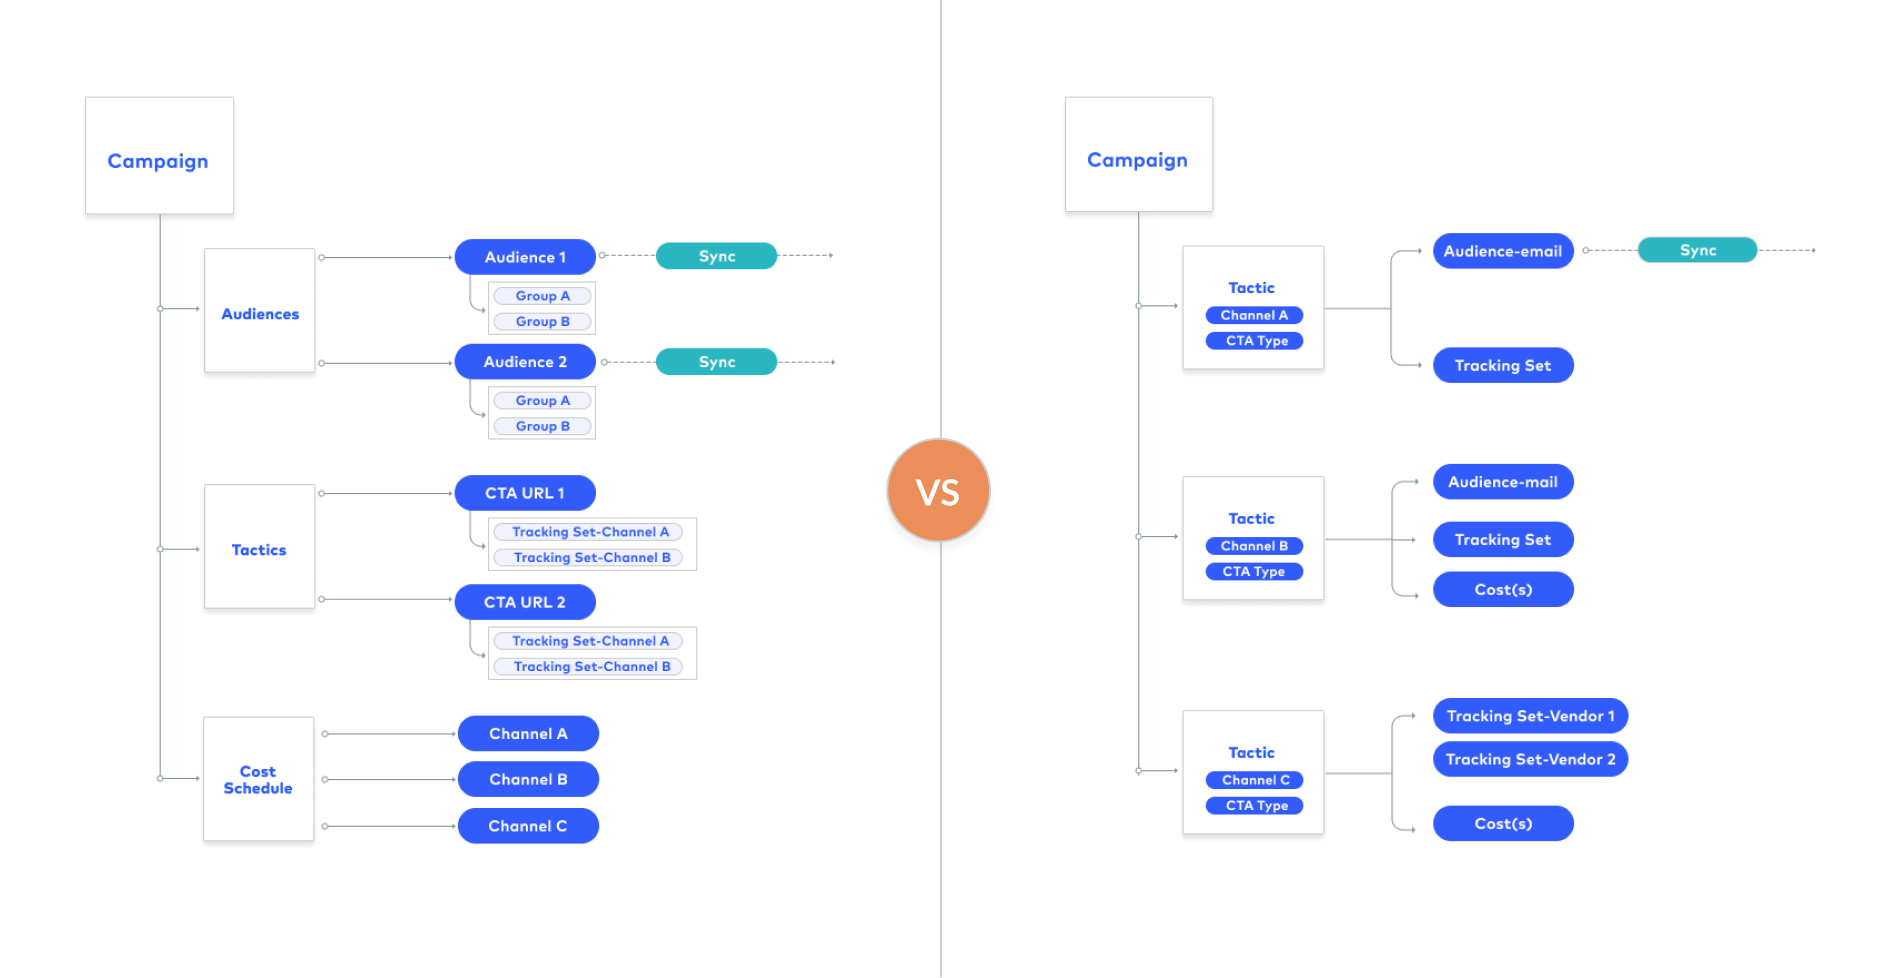 Campaign
Audiences
Audience 1
Sync
Group A
Group B
Audience 2
Sync
Group A
Group B
Tactics
CTA URL 1
Tracking Set-Channel A
Tracking Set-Channel B
CTA URL 2
Tracking Set-Channel A
Tracking Set-Channel B
Cost
Schedule
Channel A
Channel B
Channel C
VS
Campaign
Tactic
Channel A
CTA Type
Audience-email
Sync
Tracking Set
Tactic
Channel B
CTA Type
Audience-mail
Tracking Set
Cost(s)
Tactic
Channel C
CTA Type
Tracking Set-Vendor 1
Tracking Set-Vendor 2
Cost(s)